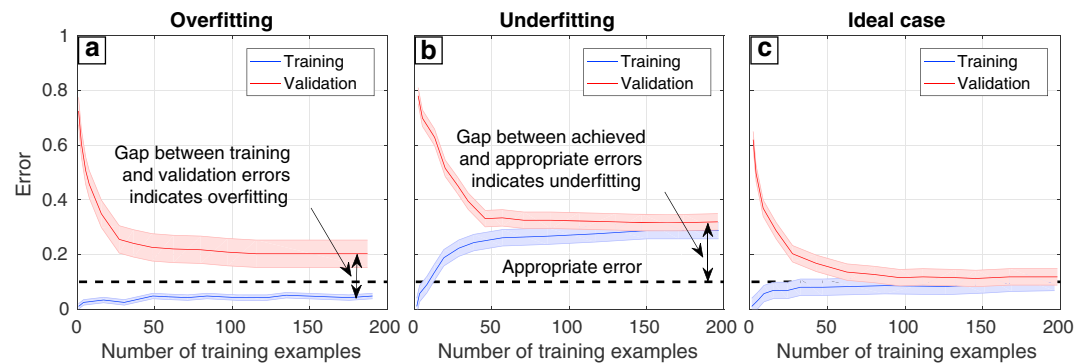 Overfitting
Underfitting
Ideal case
a
b
c
Training
Validation
Training
Validation
Training
Validation
Gap between training
and validation errors
indicates overfitting
Gap between achieved
and appropriate errors
indicates underfitting
Appropriate error
Error
1
0.8
0.6
0.4
0.2
0
0 50 100 150 200
0 50 100 150 200
0 50 100 150 200
Number of training examples
Number of training examples
Number of training examples